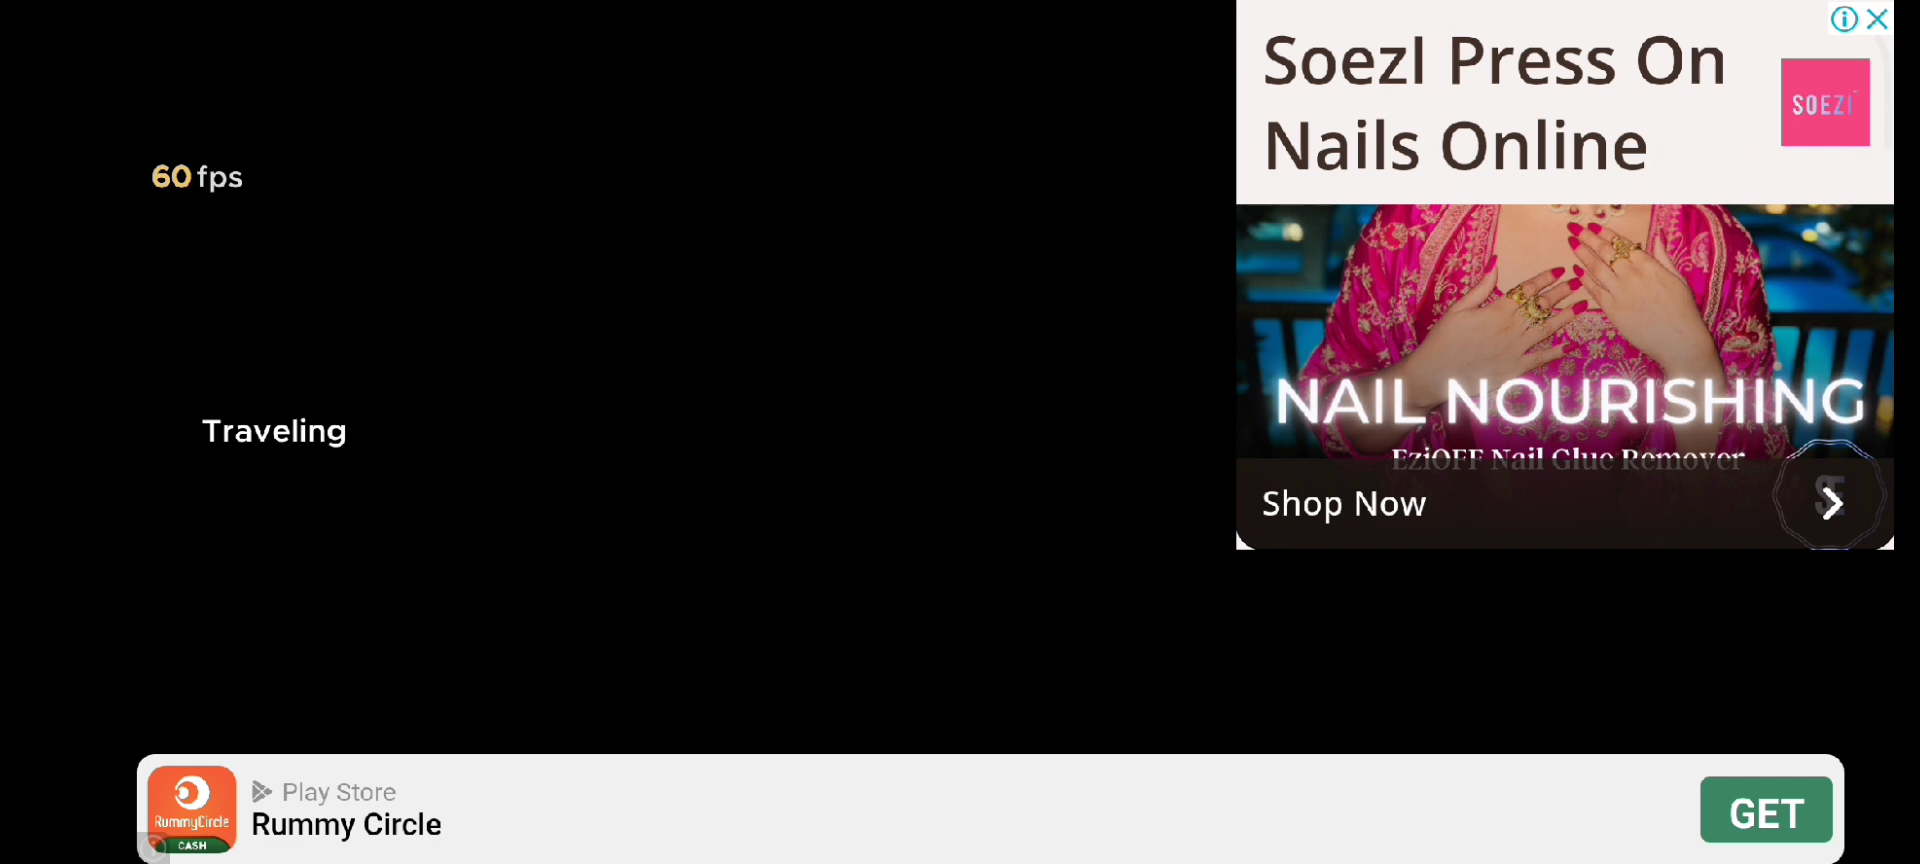 60 fps
Traveling
Soezl Press On
Nails Online
SOEZI
NAIL NOURISHING
EziOFF Nail Glue Remover
Shop Now
Play Store
Rummy Circle
RummyCircle
CASH
GET